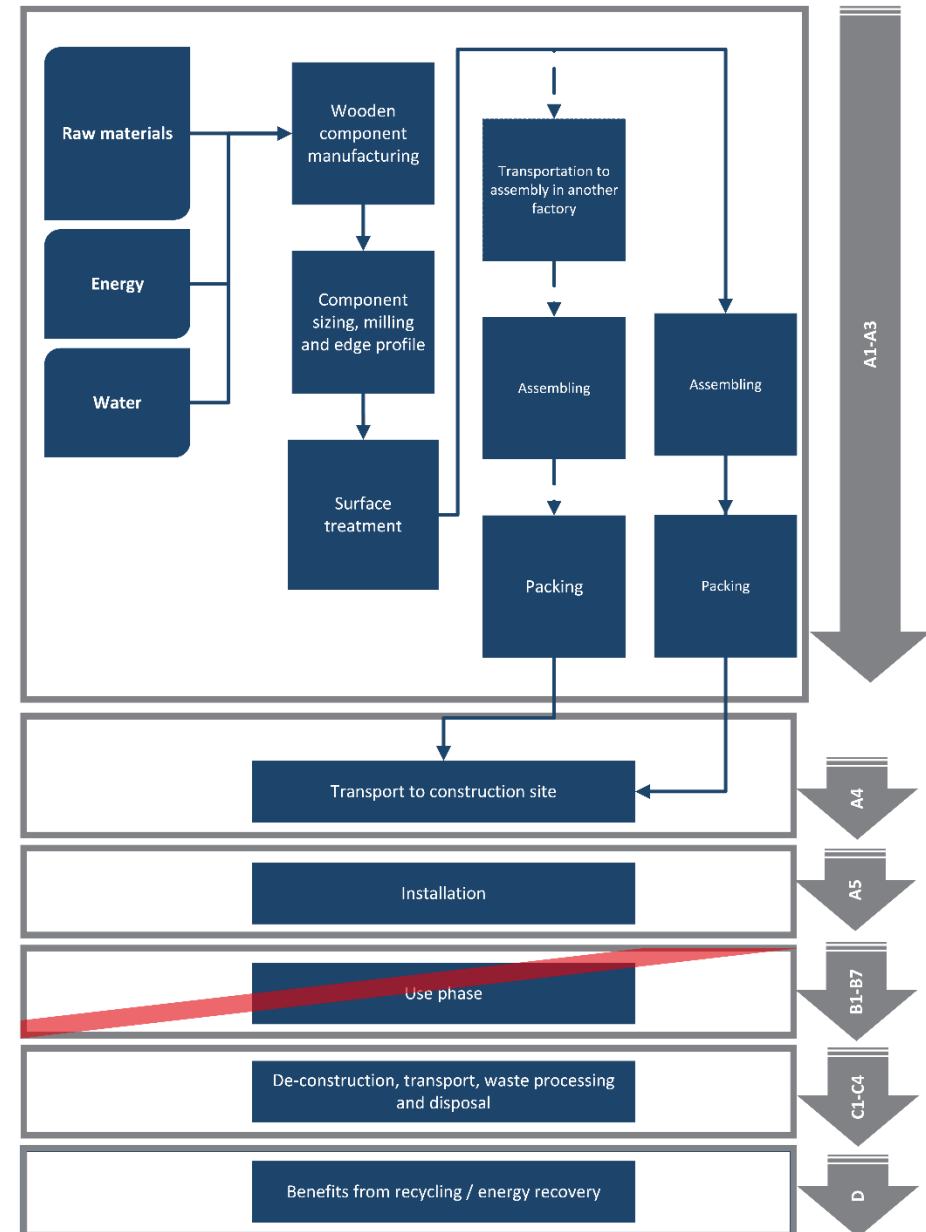 Raw materials
Energy
Water
Wooden
component
manufacturing
Component
sizing, milling
and edge profile
Surface
treatment
Transportation to
assembly in another
factory
Assembling
Packing
Assembling
Packing
A1-A3
Transport to construction site
A4
Installation
A5
Use phase
B1-B7
De-construction, transport, waste processing
and disposal
C1-C4
Benefits from recycling / energy recovery
D